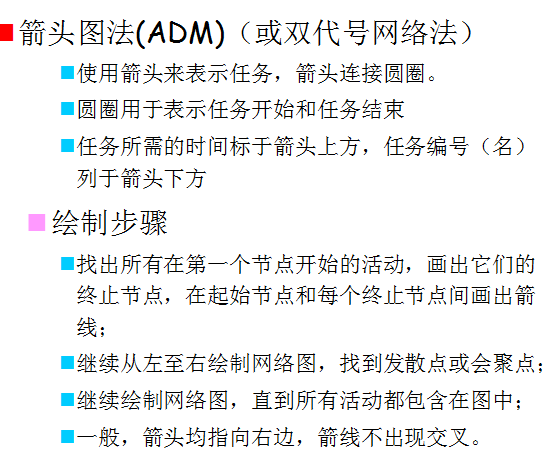 箭头图法(ADM)（或双代号网络法）
使用箭头来表示任务，箭头连接圆圈。
圆圈用于表示任务开始和任务结束
任务所需的时间标于箭头上方，任务编号（名）
列于箭头下方
绘制步骤
找出所有在第一个节点开始的活动，画出它们的
终止节点，在起始节点和每个终止节点间画出箭
线；
继续从左至右绘制网络图，找到发散点或会聚点；
继续绘制网络图，直到所有活动都包含在图中；
一般，箭头均指向右边，箭线不出现交叉。